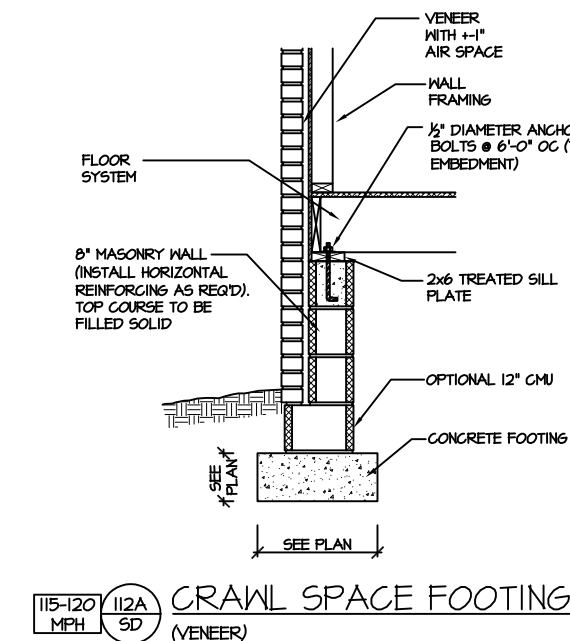 VENEER
WITH +-1"
AIR SPACE
WALL
FRAMING
½" DIAMETER ANCHO
BOLTS @ 6'-0" OC (
EMBEDMENT)
FLOOR
SYSTEM
8" MASONRY WALL
(INSTALL HORIZONTAL
REINFORCING AS REQ'D).
TOP COURSE TO BE
FILLED SOLID
2x6 TREATED SILL
PLATE
OPTIONAL 12" CMU
CONCRETE FOOTING
SEE
PLAN
SEE PLAN
115-120
MPH
112A
SD
CRAWL SPACE FOOTING
(VENEER)